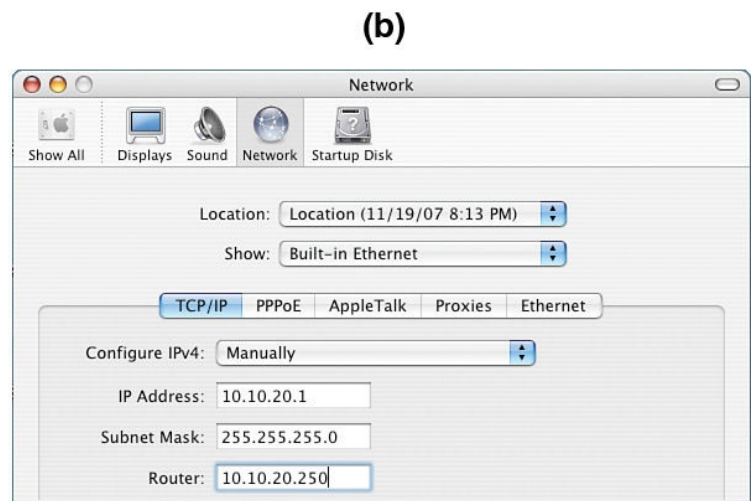 (b)
Network
Show All Displays Sound Network Startup Disk
Location: Location (11/19/07 8:13 PM)
Show: Built-in Ethernet
TCP/IP PPPoE AppleTalk Proxies Ethernet
Configure IPv4: Manually
IP Address: 10.10.20.1
Subnet Mask: 255.255.255.0
Router: 10.10.20.250